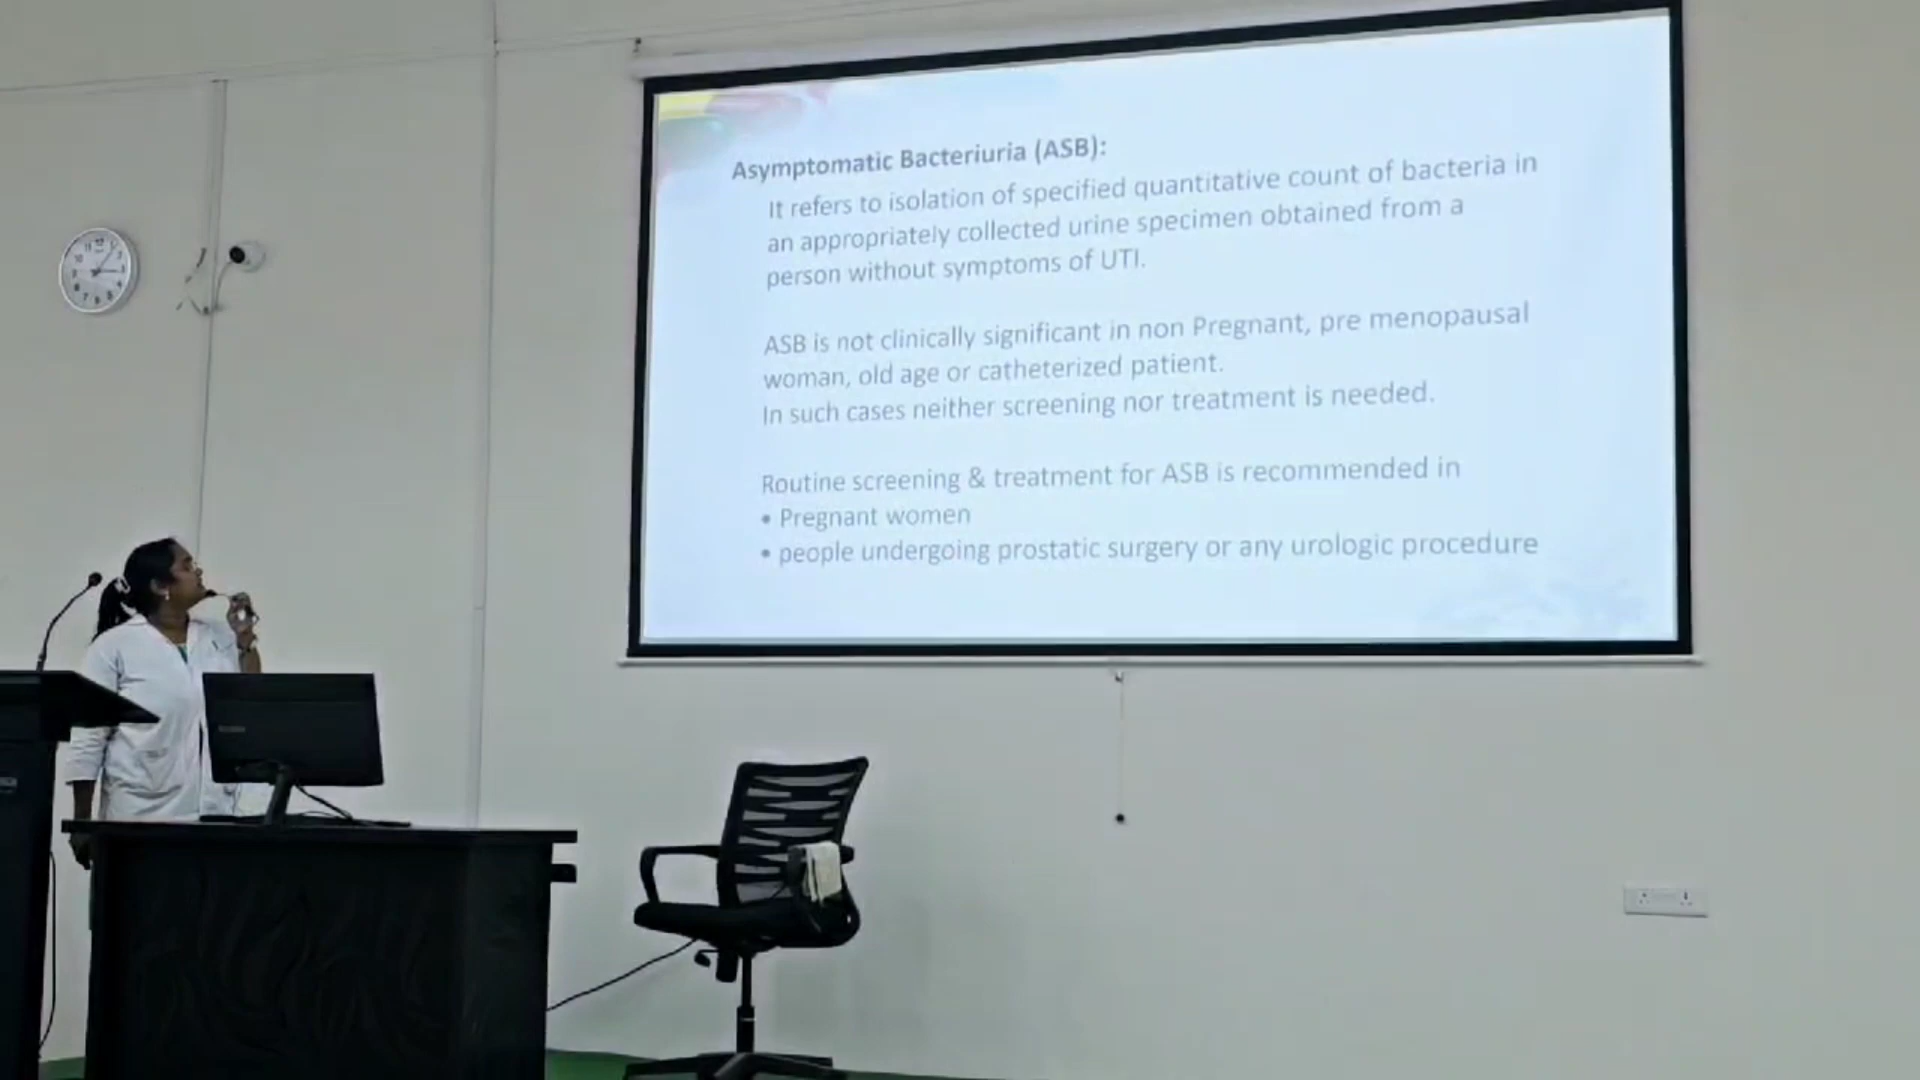 Asymptomatic Bacteriuria (ASB):
It refers to isolation of specified quantitative count of bacteria in
an appropriately collected urine specimen obtained from a
person without symptoms of UTI.
ASB is not clinically significant in non Pregnant, pre menopausal
woman, old age or catheterized patient.
In such cases neither screening nor treatment is needed.
Routine screening & treatment for ASB is recommended in
• Pregnant women
• people undergoing prostatic surgery or any urologic procedure